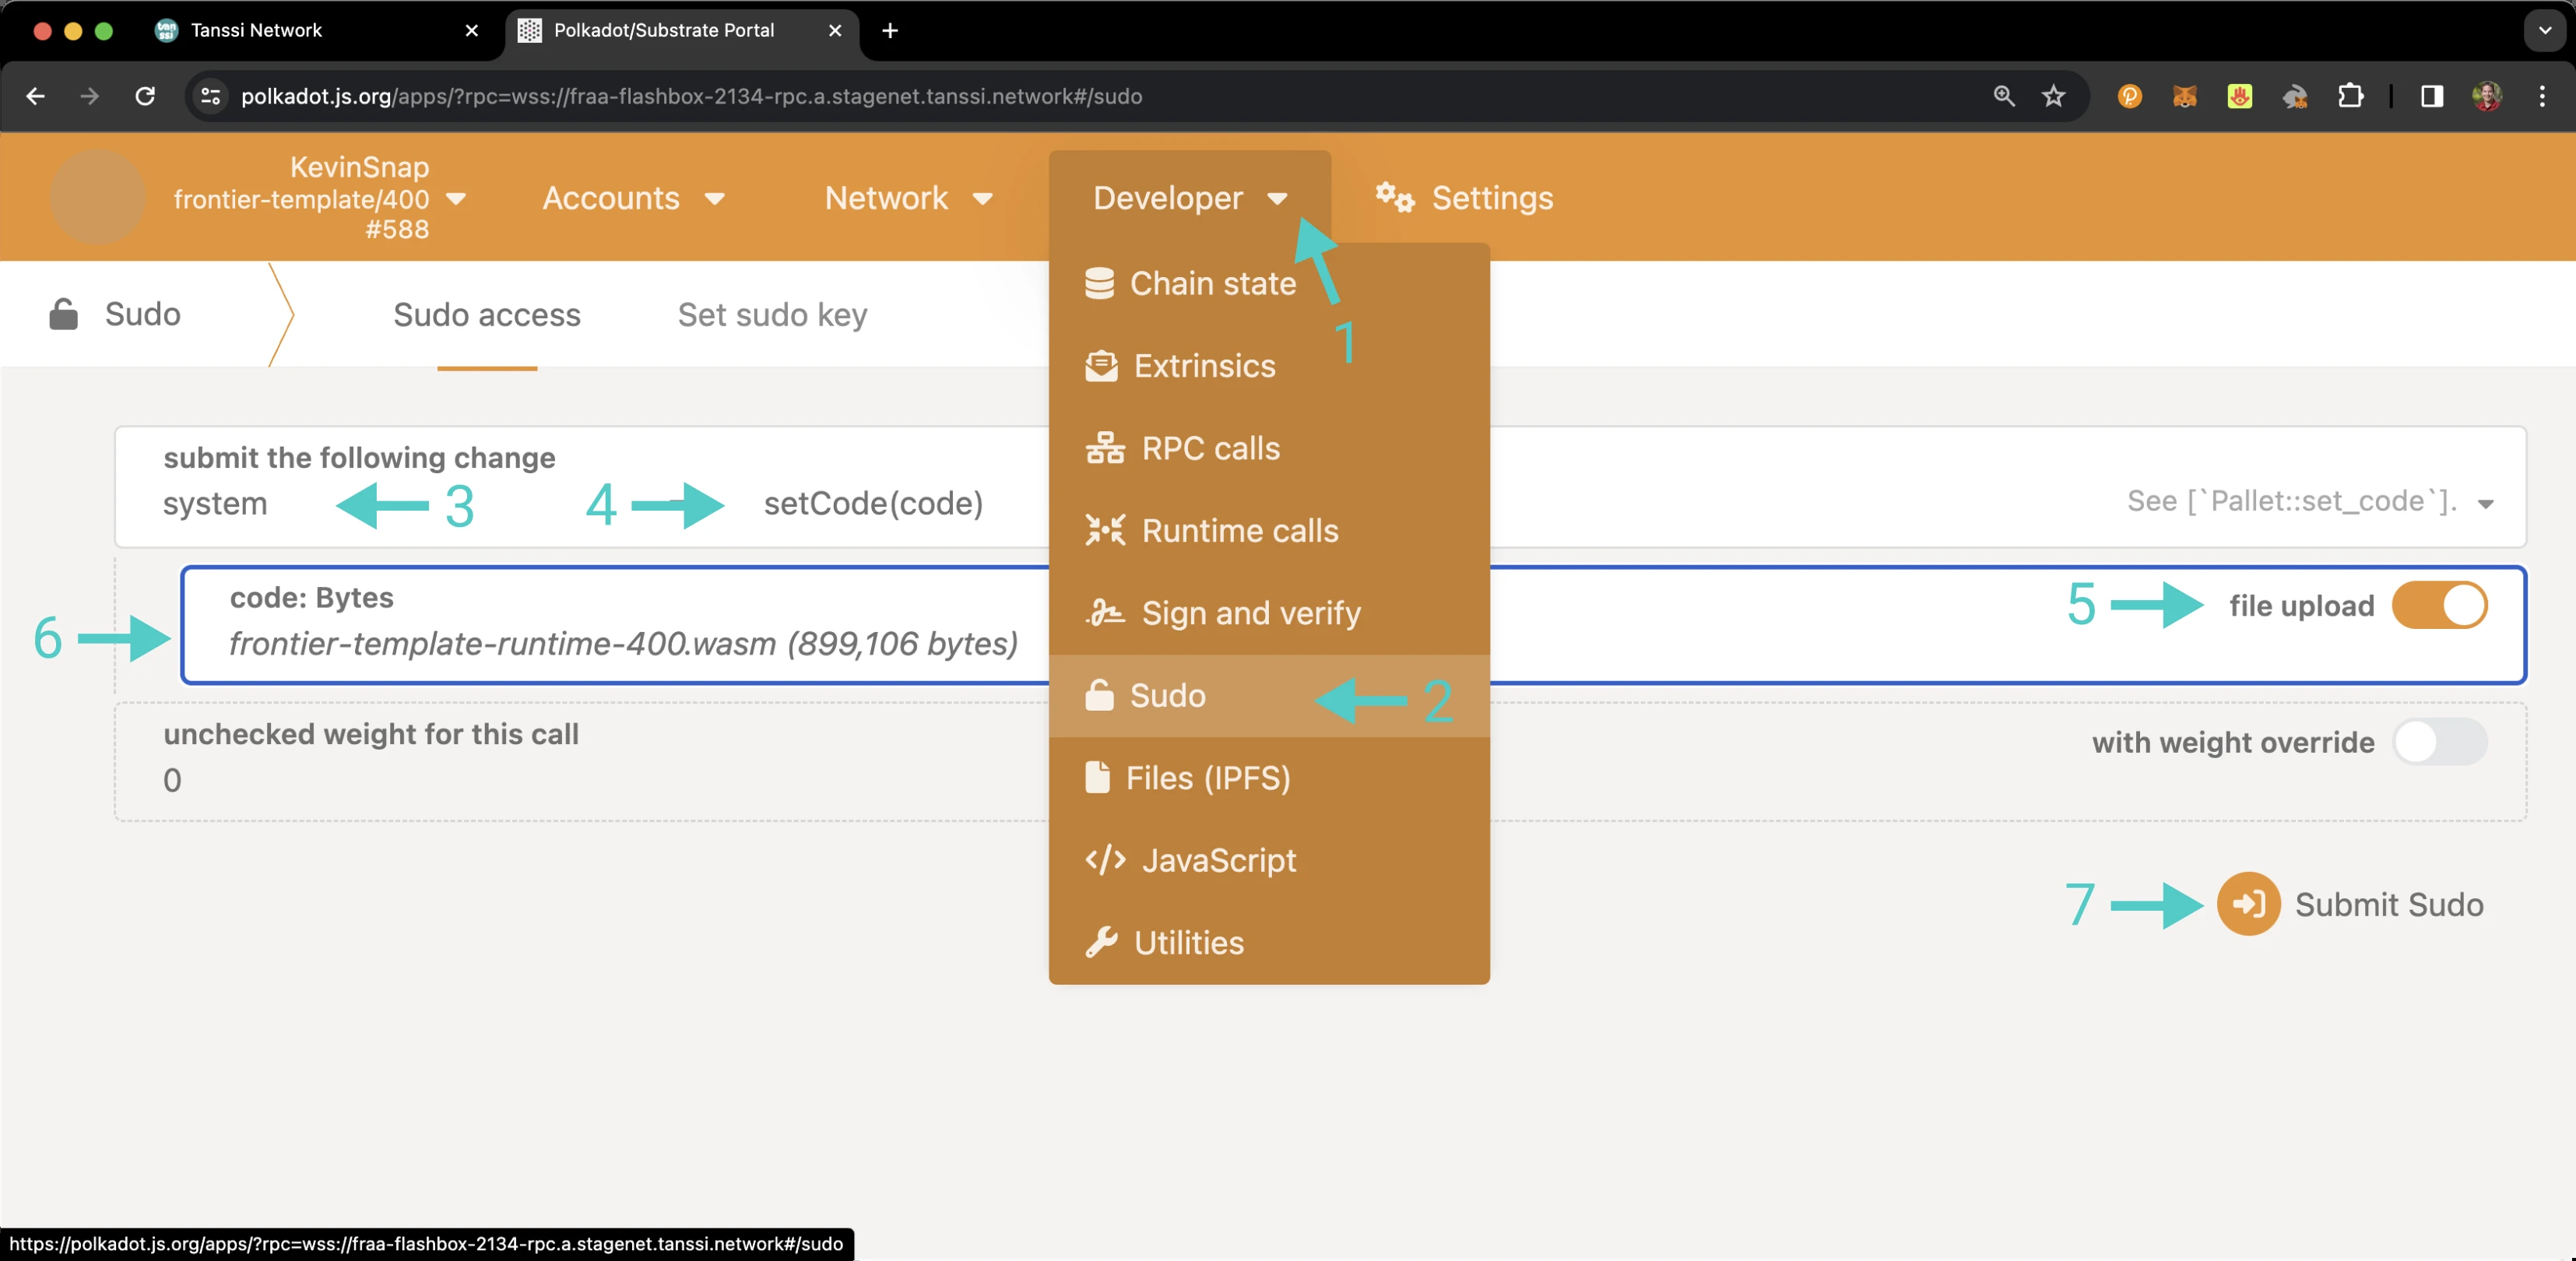 Tanssi Network
Polkadot/Substrate Portal
polkadot.js.org/apps/?rpc=wss://fraa-flashbox-2134-rpc.a.stagenet.tanssi.network#/sudo
KevinSnap
frontier-template/400
#588
Accounts
Network
Developer
Settings
1
Chain state
Extrinsics
RPC calls
Runtime calls
Sign and verify
Sudo
2
Files (IPFS)
JavaScript
Utilities
Sudo
Sudo access
Set sudo key
submit the following change
system
3
4
setCode(code)
See [`Pallet::set_code`].
6
code: Bytes
frontier-template-runtime-400.wasm (899,106 bytes)
5
file upload
unchecked weight for this call
0
with weight override
7
Submit Sudo
https://polkadot.js.org/apps/?rpc=wss://fraa-flashbox-2134-rpc.a.stagenet.tanssi.network#/sudo